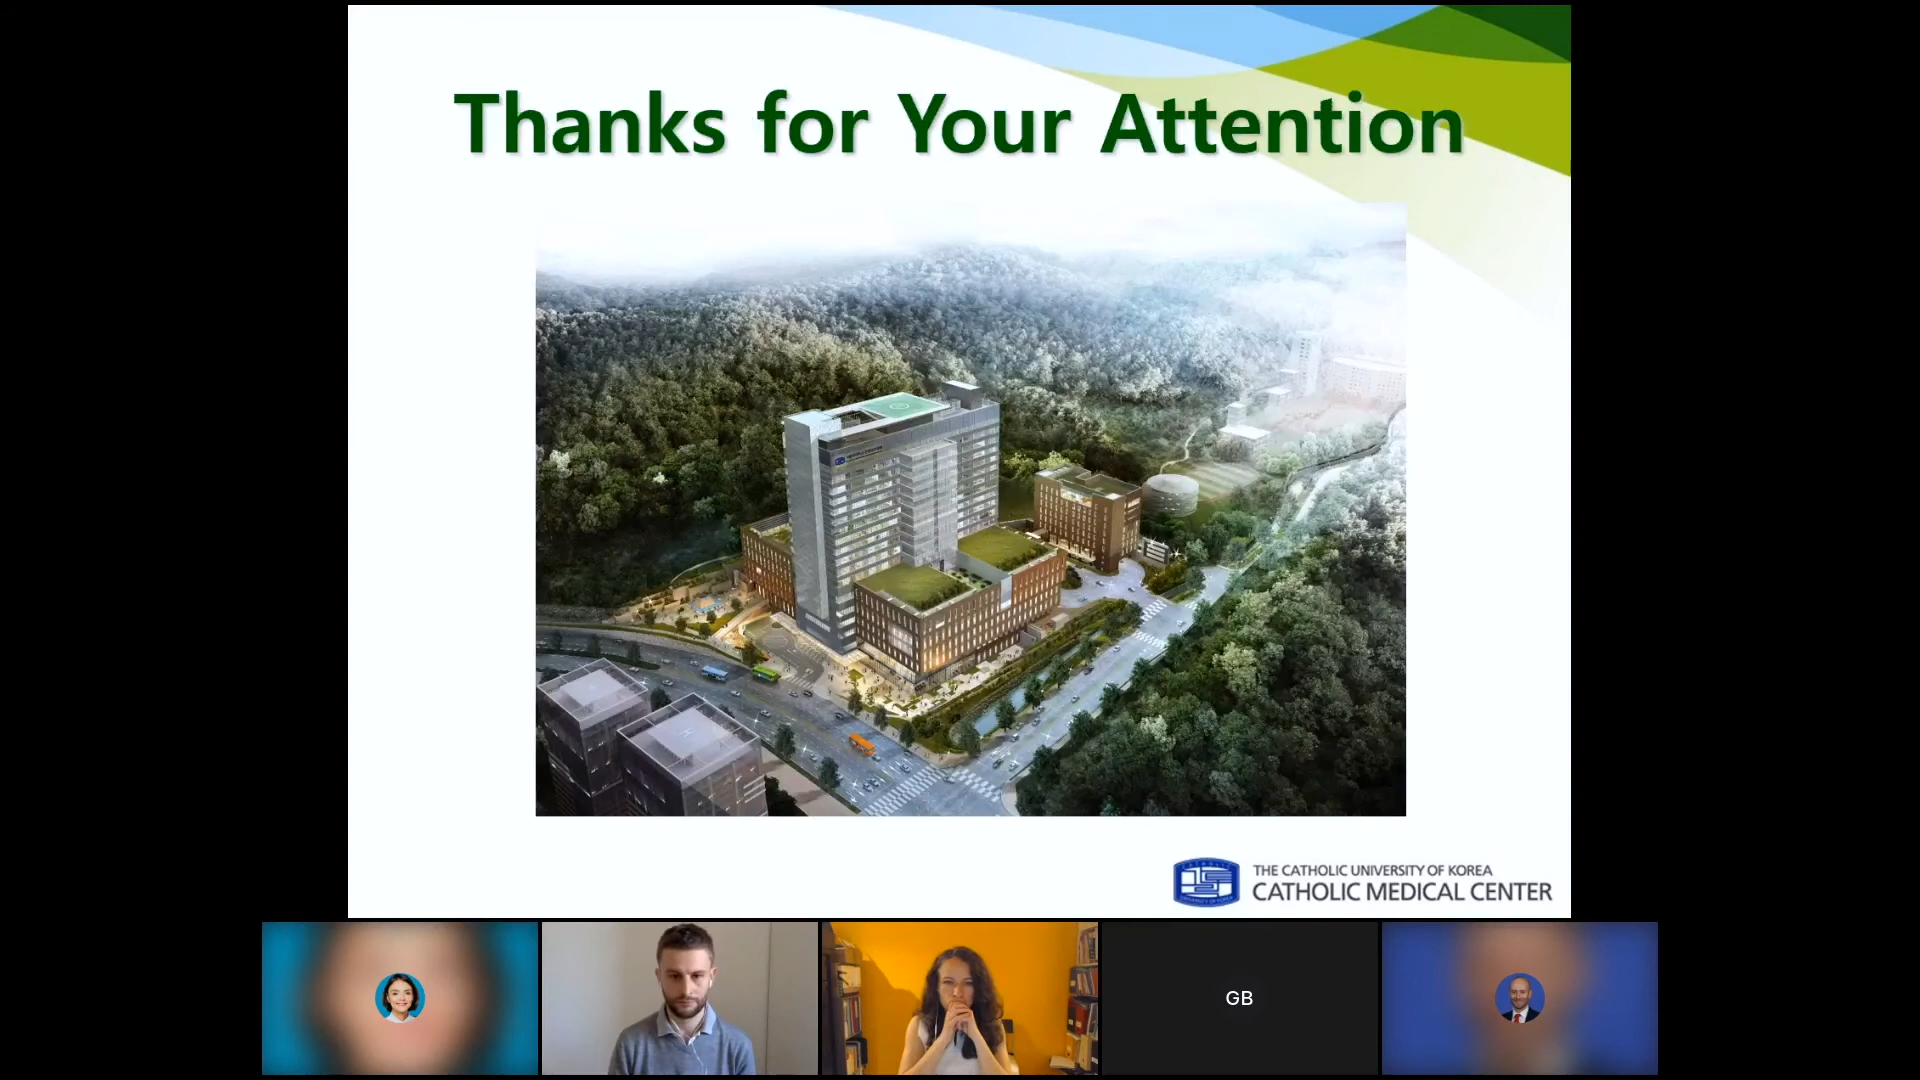 Thanks for Your Attention
THE CATHOLIC UNIVERSITY OF KOREA
CATHOLIC MEDICAL CENTER
GB